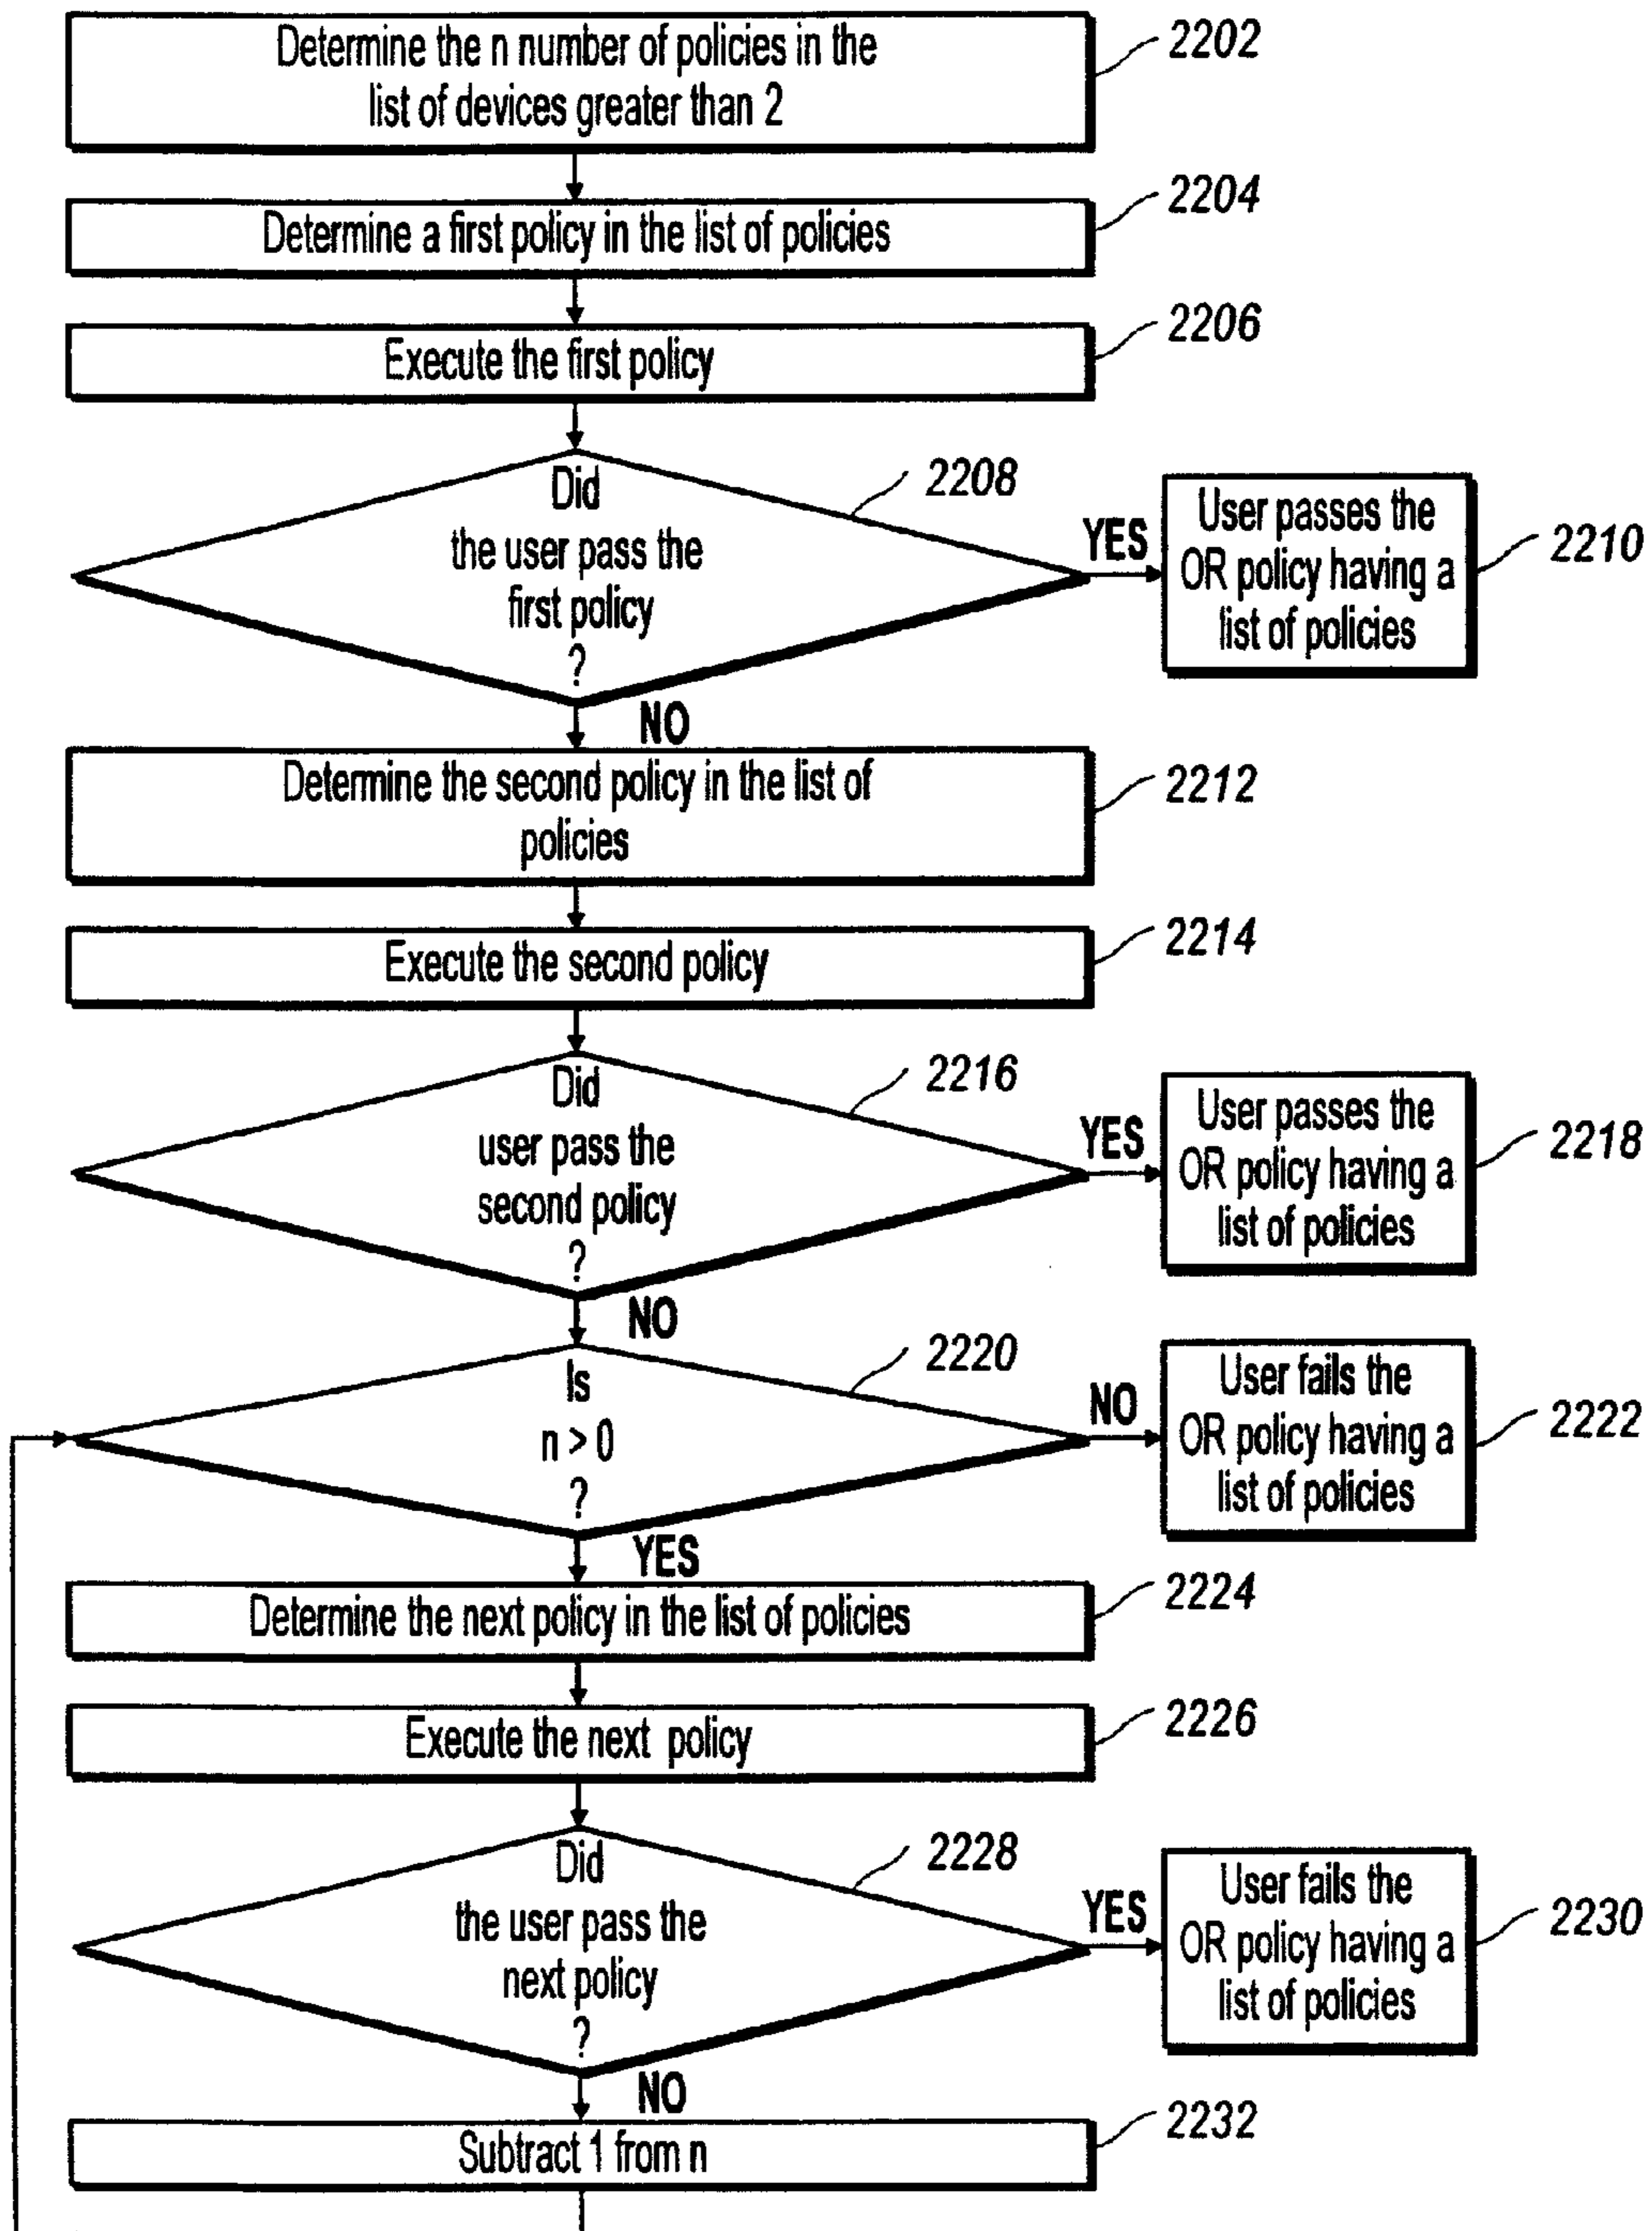 Determine the n number of policies in the
list of devices greater than 2
2202
Determine a first policy in the list of policies
2204
Execute the first policy
2206
Did
the user pass the
first policy
?
2208
YES
User passes the
OR policy having a
list of policies
2210
NO
Determine the second policy in the list of
policies
2212
Execute the second policy
2214
Did
user pass the
second policy
?
2216
YES
User passes the
OR policy having a
list of policies
2218
NO
Is
n > 0
?
2220
NO
User fails the
OR policy having a
list of policies
2222
YES
Determine the next policy in the list of policies
2224
Execute the next policy
2226
Did
the user pass the
next policy
?
2228
YES
User fails the
OR policy having a
list of policies
2230
NO
Subtract 1 from n
2232